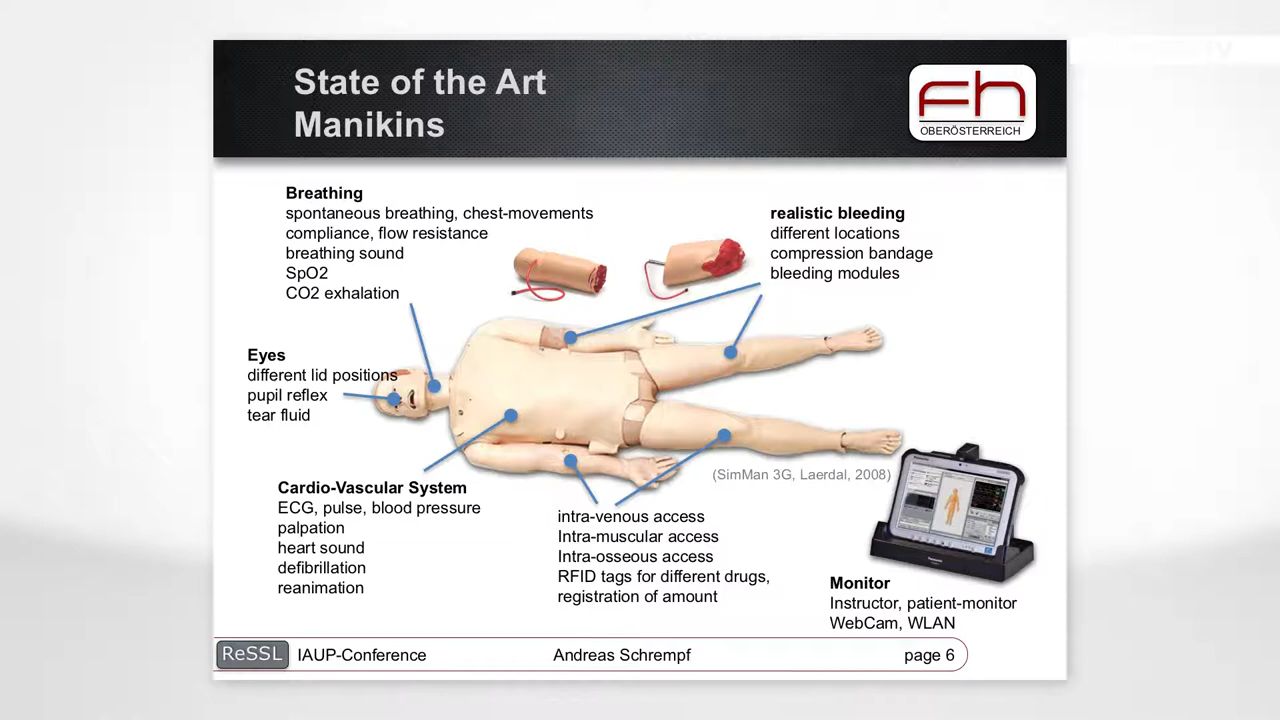 State of the Art
Manikins
OBERÖSTERREICH
Breathing
spontaneous breathing, chest-movements
compliance, flow resistance
breathing sound
SpO2
CO2 exhalation
realistic bleeding
different locations
compression bandage
bleeding modules
Eyes
different lid positions
pupil reflex
tear fluid
(SimMan 3G, Laerdal, 2008)
Cardio-Vascular System
ECG, pulse, blood pressure
palpation
heart sound
defibrillation
reanimation
intra-venous access
Intra-muscular access
Intra-osseous access
RFID tags for different drugs,
registration of amount
Monitor
Instructor, patient-monitor
WebCam, WLAN
ReSSL IAUP-Conference Andreas Schrempf page 6